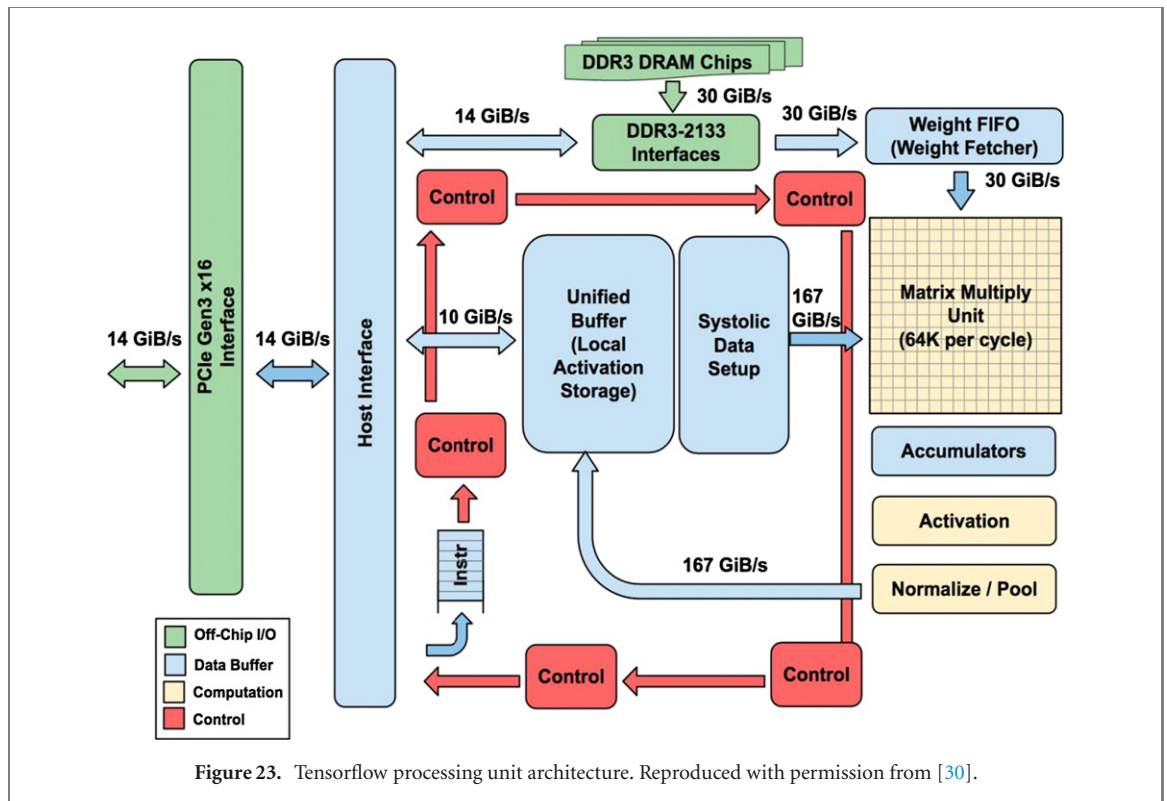 DDR3 DRAM Chips
30 GiB/s
14 GiB/s
DDR3-2133
Interfaces
30 GiB/s
Weight FIFO
(Weight Fetcher)
30 GiB/s
Control
Control
PCIe Gen3 x16
Interface
Host Interface
14 GiB/s
14 GiB/s
10 GiB/s
Unified
Buffer
(Local
Activation
Storage)
Systolic
Data
Setup
167
GiB/s
Matrix Multiply
Unit
(64K per cycle)
Control
Accumulators
Instr
Activation
167 GiB/s
Normalize / Pool
Control
Control
Off-Chip I/O
Data Buffer
Computation
Control
Figure 23. Tensorflow processing unit architecture. Reproduced with permission from [30].